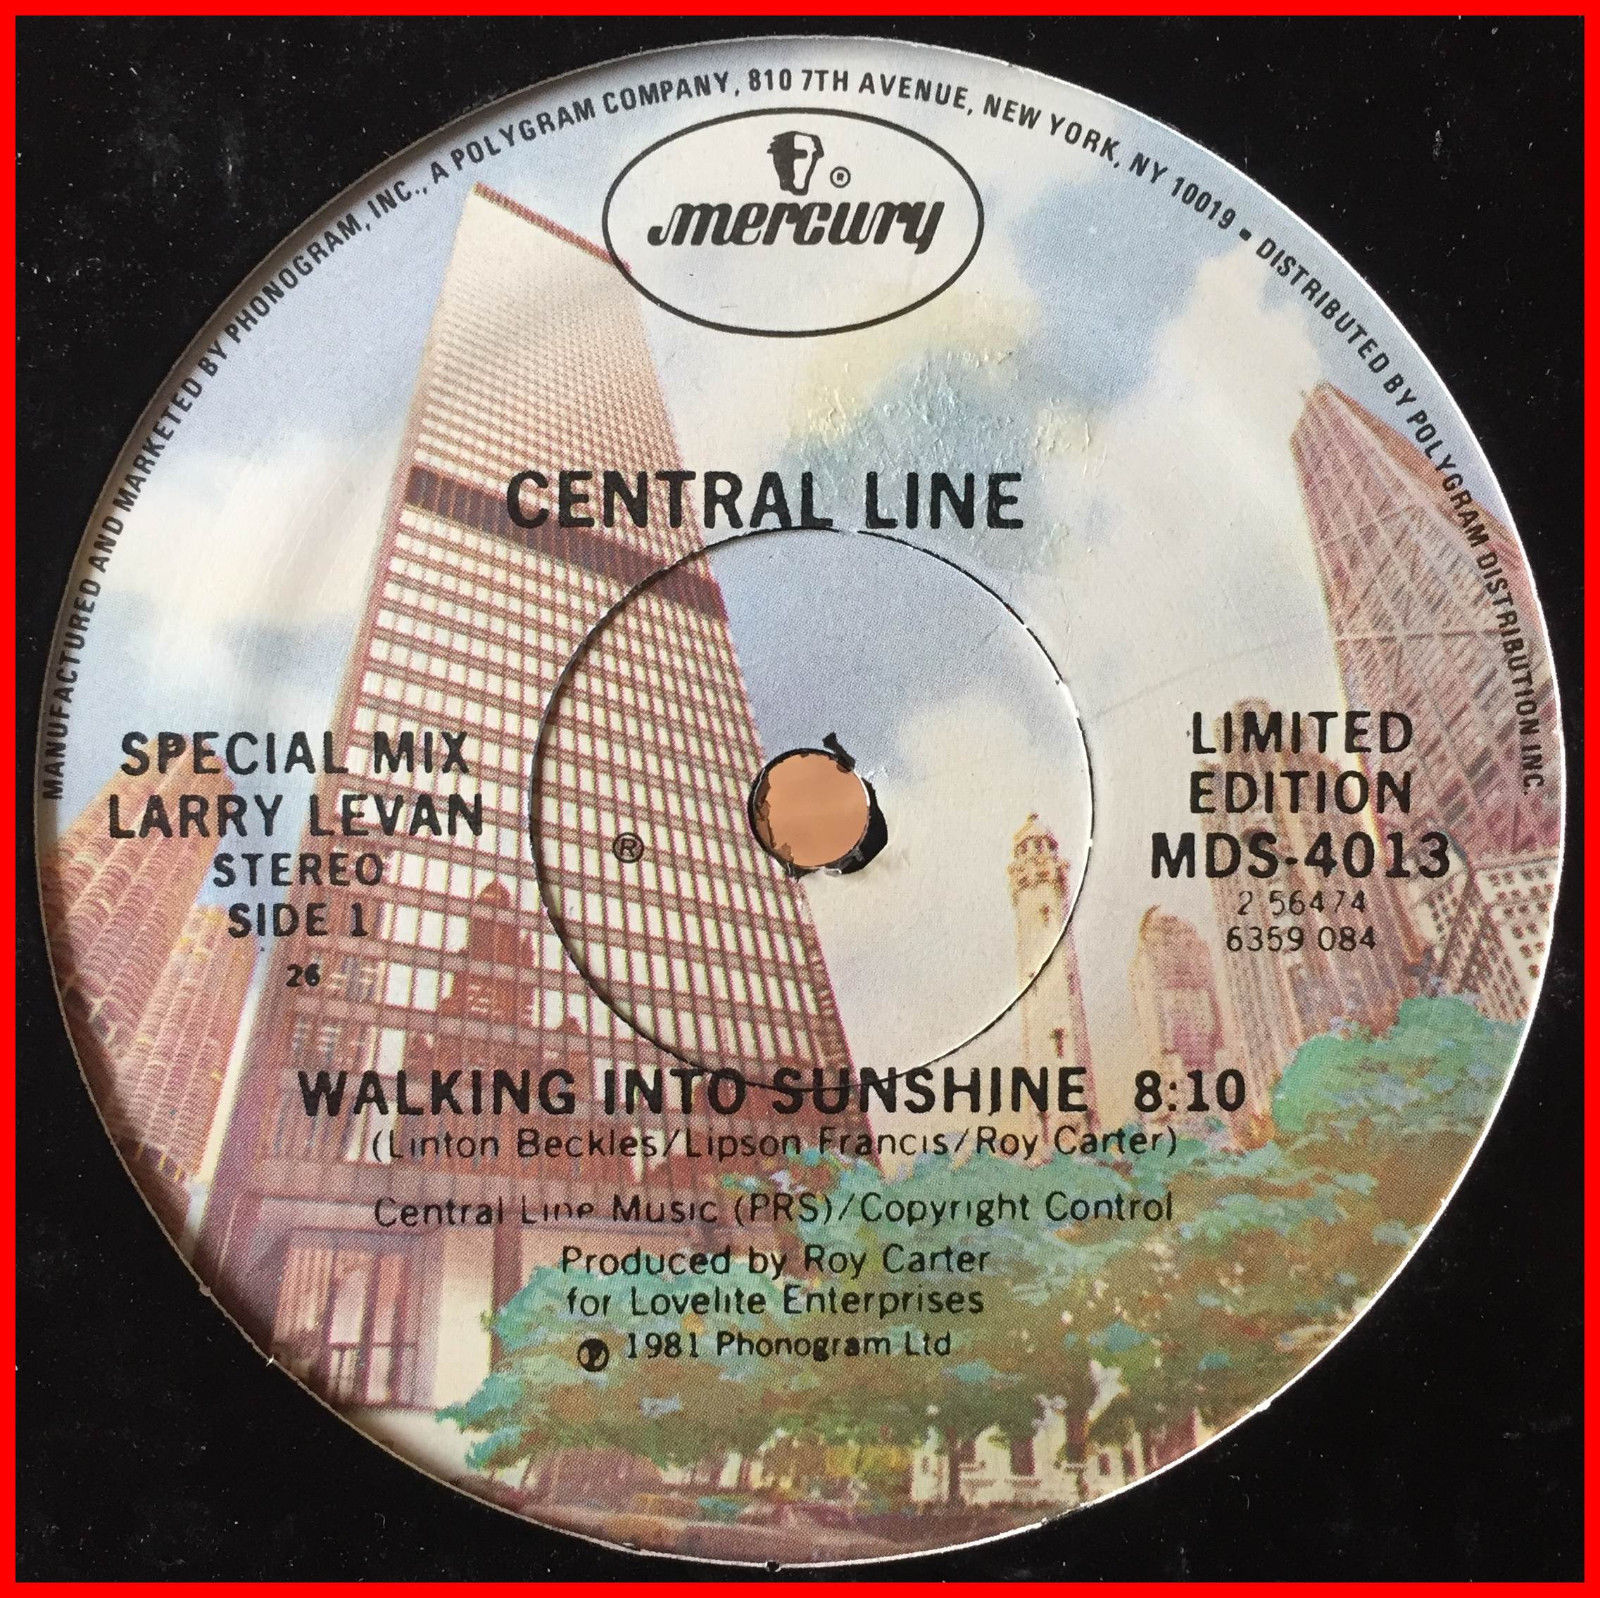 MANUFACTURED AND MARKETED BY PHONOGRAM, INC., A POLYGRAM COMPANY, 810 7TH AVENUE, NEW YORK, NY 10019 • DISTRIBUTED BY POLYGRAM DISTRIBUTION INC
®
mercury
CENTRAL LINE
SPECIAL MIX
LARRY LEVAN
STEREO
SIDE 1
26
®
LIMITED
EDITION
MDS-4013
2 56474
6359 084
WALKING INTO SUNSHINE 8:10
(Linton Beckles/Lipson Francis/Roy Carter)
Central Line Music (PRS)/Copyright Control
Produced by Roy Carter
for Lovelite Enterprises
℗ 1981 Phonogram Ltd